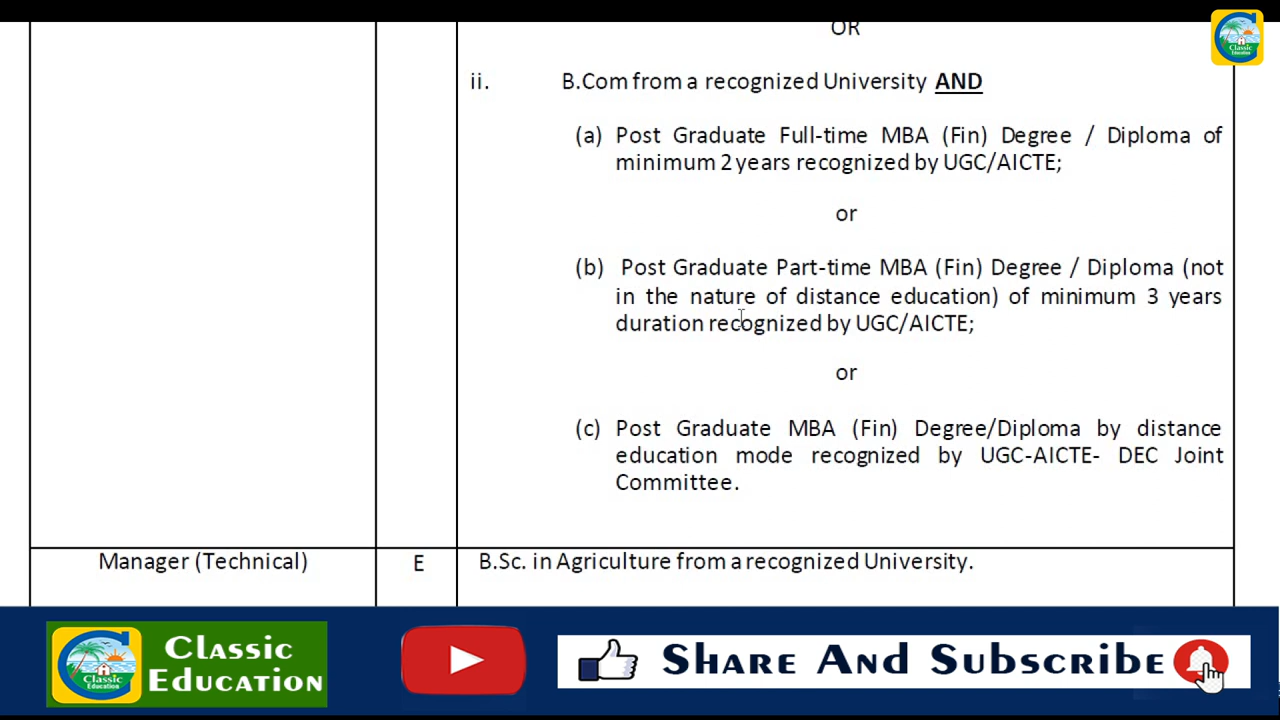 OR
Classic
Education
ii. B.Com from a recognized University AND
(a) Post Graduate Full-time MBA (Fin) Degree / Diploma of
minimum 2 years recognized by UGC/AICTE;
or
(b) Post Graduate Part-time MBA (Fin) Degree / Diploma (not
in the nature of distance education) of minimum 3 years
duration recognized by UGC/AICTE;
or
(c) Post Graduate MBA (Fin) Degree/Diploma by distance
education mode recognized by UGC-AICTE- DEC Joint
Committee.
Manager (Technical) E B.Sc. in Agriculture from a recognized University.
Classic
Education
Classic
Education
Share And Subscribe